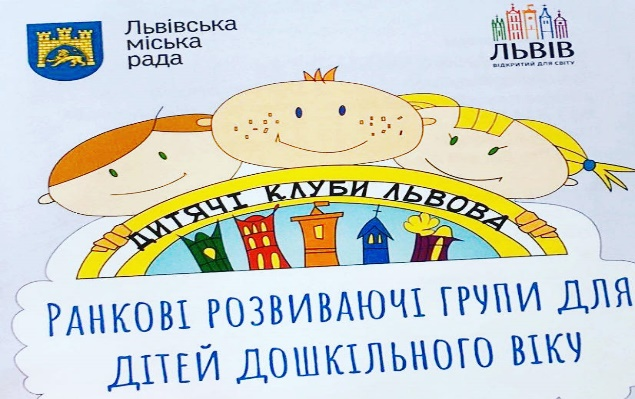 Львівська
міська
рада
ЛЬВІВ
ВІДКРИТИЙ ДЛЯ СВІТУ
ДИТЯЧІ КЛУБИ ЛЬВОВА
РАНКОВІ РОЗВИВАЮЧІ ГРУПИ ДЛЯ
ДІТЕЙ ДОШКІЛЬНОГО ВІКУ